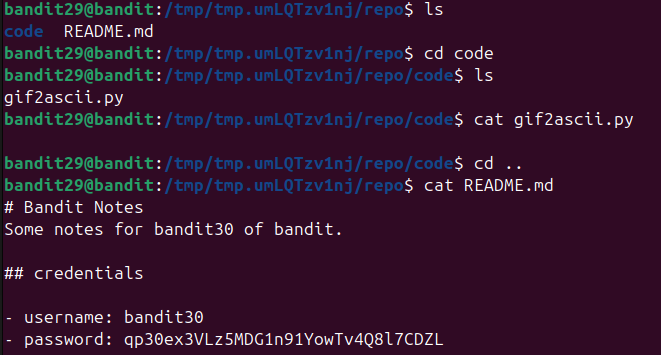 bandit29@bandit:/tmp/tmp.umLQTzv1nj/repo$ ls
code  README.md
bandit29@bandit:/tmp/tmp.umLQTzv1nj/repo$ cd code
bandit29@bandit:/tmp/tmp.umLQTzv1nj/repo/code$ ls
gif2ascii.py
bandit29@bandit:/tmp/tmp.umLQTzv1nj/repo/code$ cat gif2ascii.py
bandit29@bandit:/tmp/tmp.umLQTzv1nj/repo/code$ cd ..
bandit29@bandit:/tmp/tmp.umLQTzv1nj/repo$ cat README.md
# Bandit Notes
Some notes for bandit30 of bandit.
## credentials
- username: bandit30
- password: qp30ex3VLz5MDG1n91YowTv4Q8l7CDZL